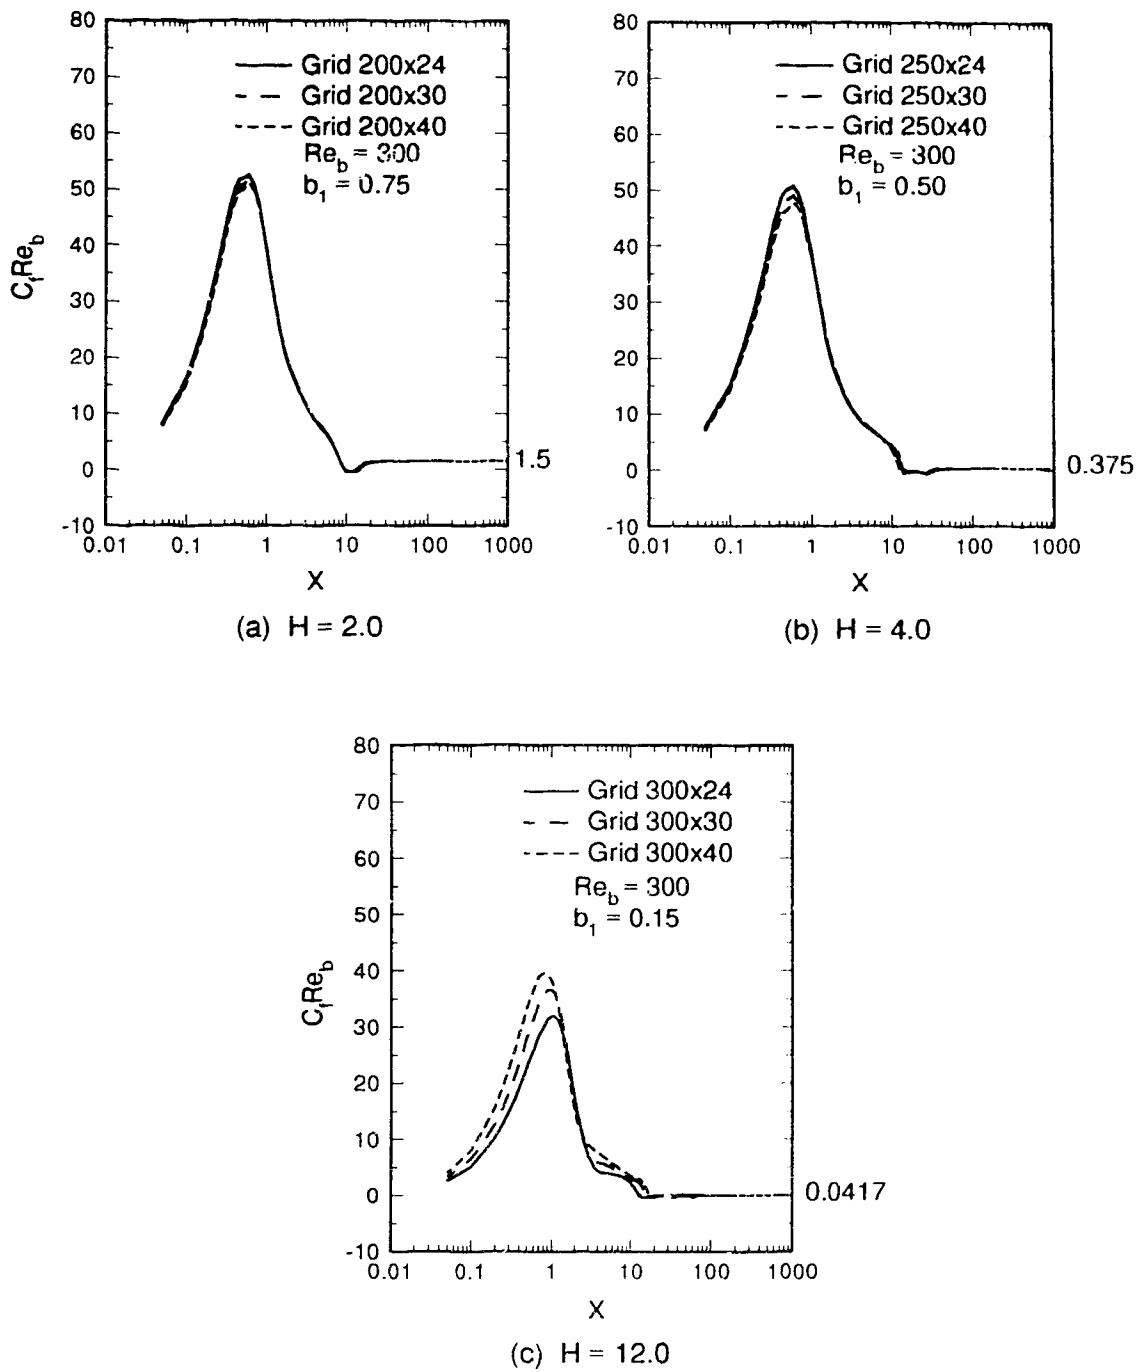 80
70
60
50
40
30
20
10
0
-10
C_fRe_b
Grid 200x24
Grid 200x30
Grid 200x40
Re_b = 300
b_1 = 0.75
1.5
0.01 0.1 1 10 100 1000
X
(a) H = 2.0
80
70
60
50
40
30
20
10
0
-10
Grid 250x24
Grid 250x30
Grid 250x40
Re_b = 300
b_1 = 0.50
0.375
0.01 0.1 1 10 100 1000
X
(b) H = 4.0
80
70
60
50
40
30
20
10
0
-10
C_fRe_b
Grid 300x24
Grid 300x30
Grid 300x40
Re_b = 300
b_1 = 0.15
0.0417
0.01 0.1 1 10 100 1000
X
(c) H = 12.0